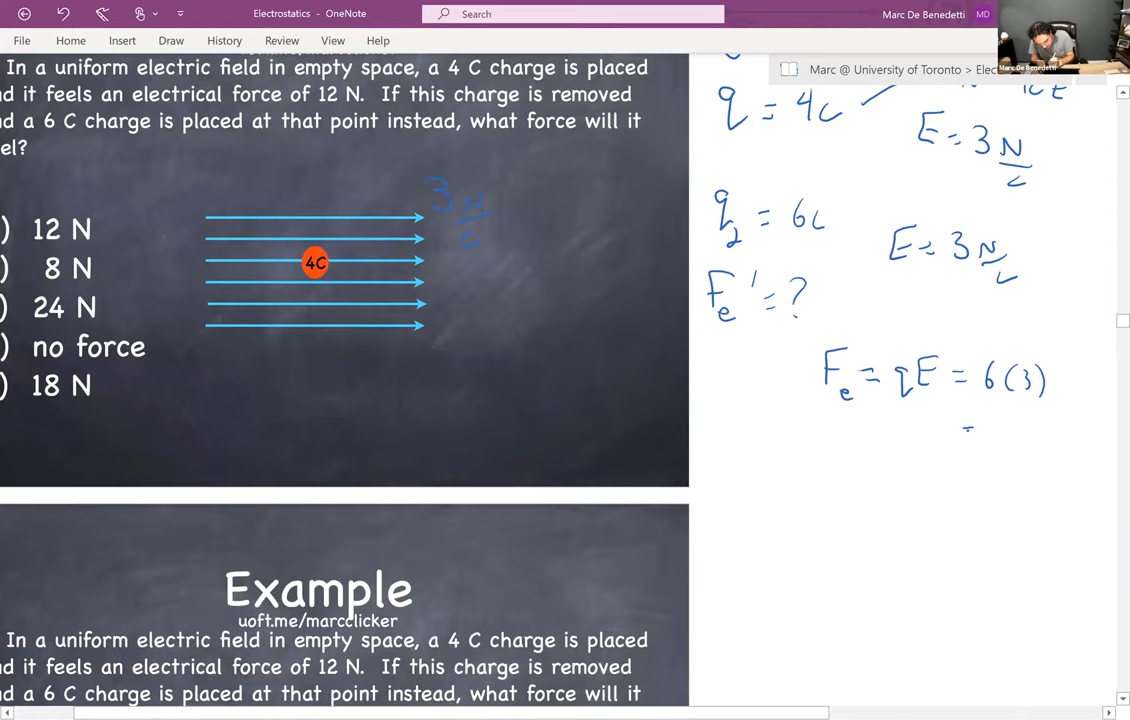 Electrostatics - OneNote
Search
Marc De Benedetti
MD
File Home Insert Draw History Review View Help
Marc De Benedetti
Marc @ University of Toronto > Elec
In a uniform electric field in empty space, a 4 C charge is placed
nd it feels an electrical force of 12 N. If this charge is removed
nd a 6 C charge is placed at that point instead, what force will it
el?
) 12 N
) 8 N
) 24 N
) no force
) 18 N
4C
3 N/C
q = 4C
E = 3 N/C
q2 = 6C
E = 3 N/C
Fe' = ?
Fe = qE = 6(3)
=
Example
uoft.me/marcclicker
In a uniform electric field in empty space, a 4 C charge is placed
nd it feels an electrical force of 12 N. If this charge is removed
nd a 6 C charge is placed at that point instead, what force will it